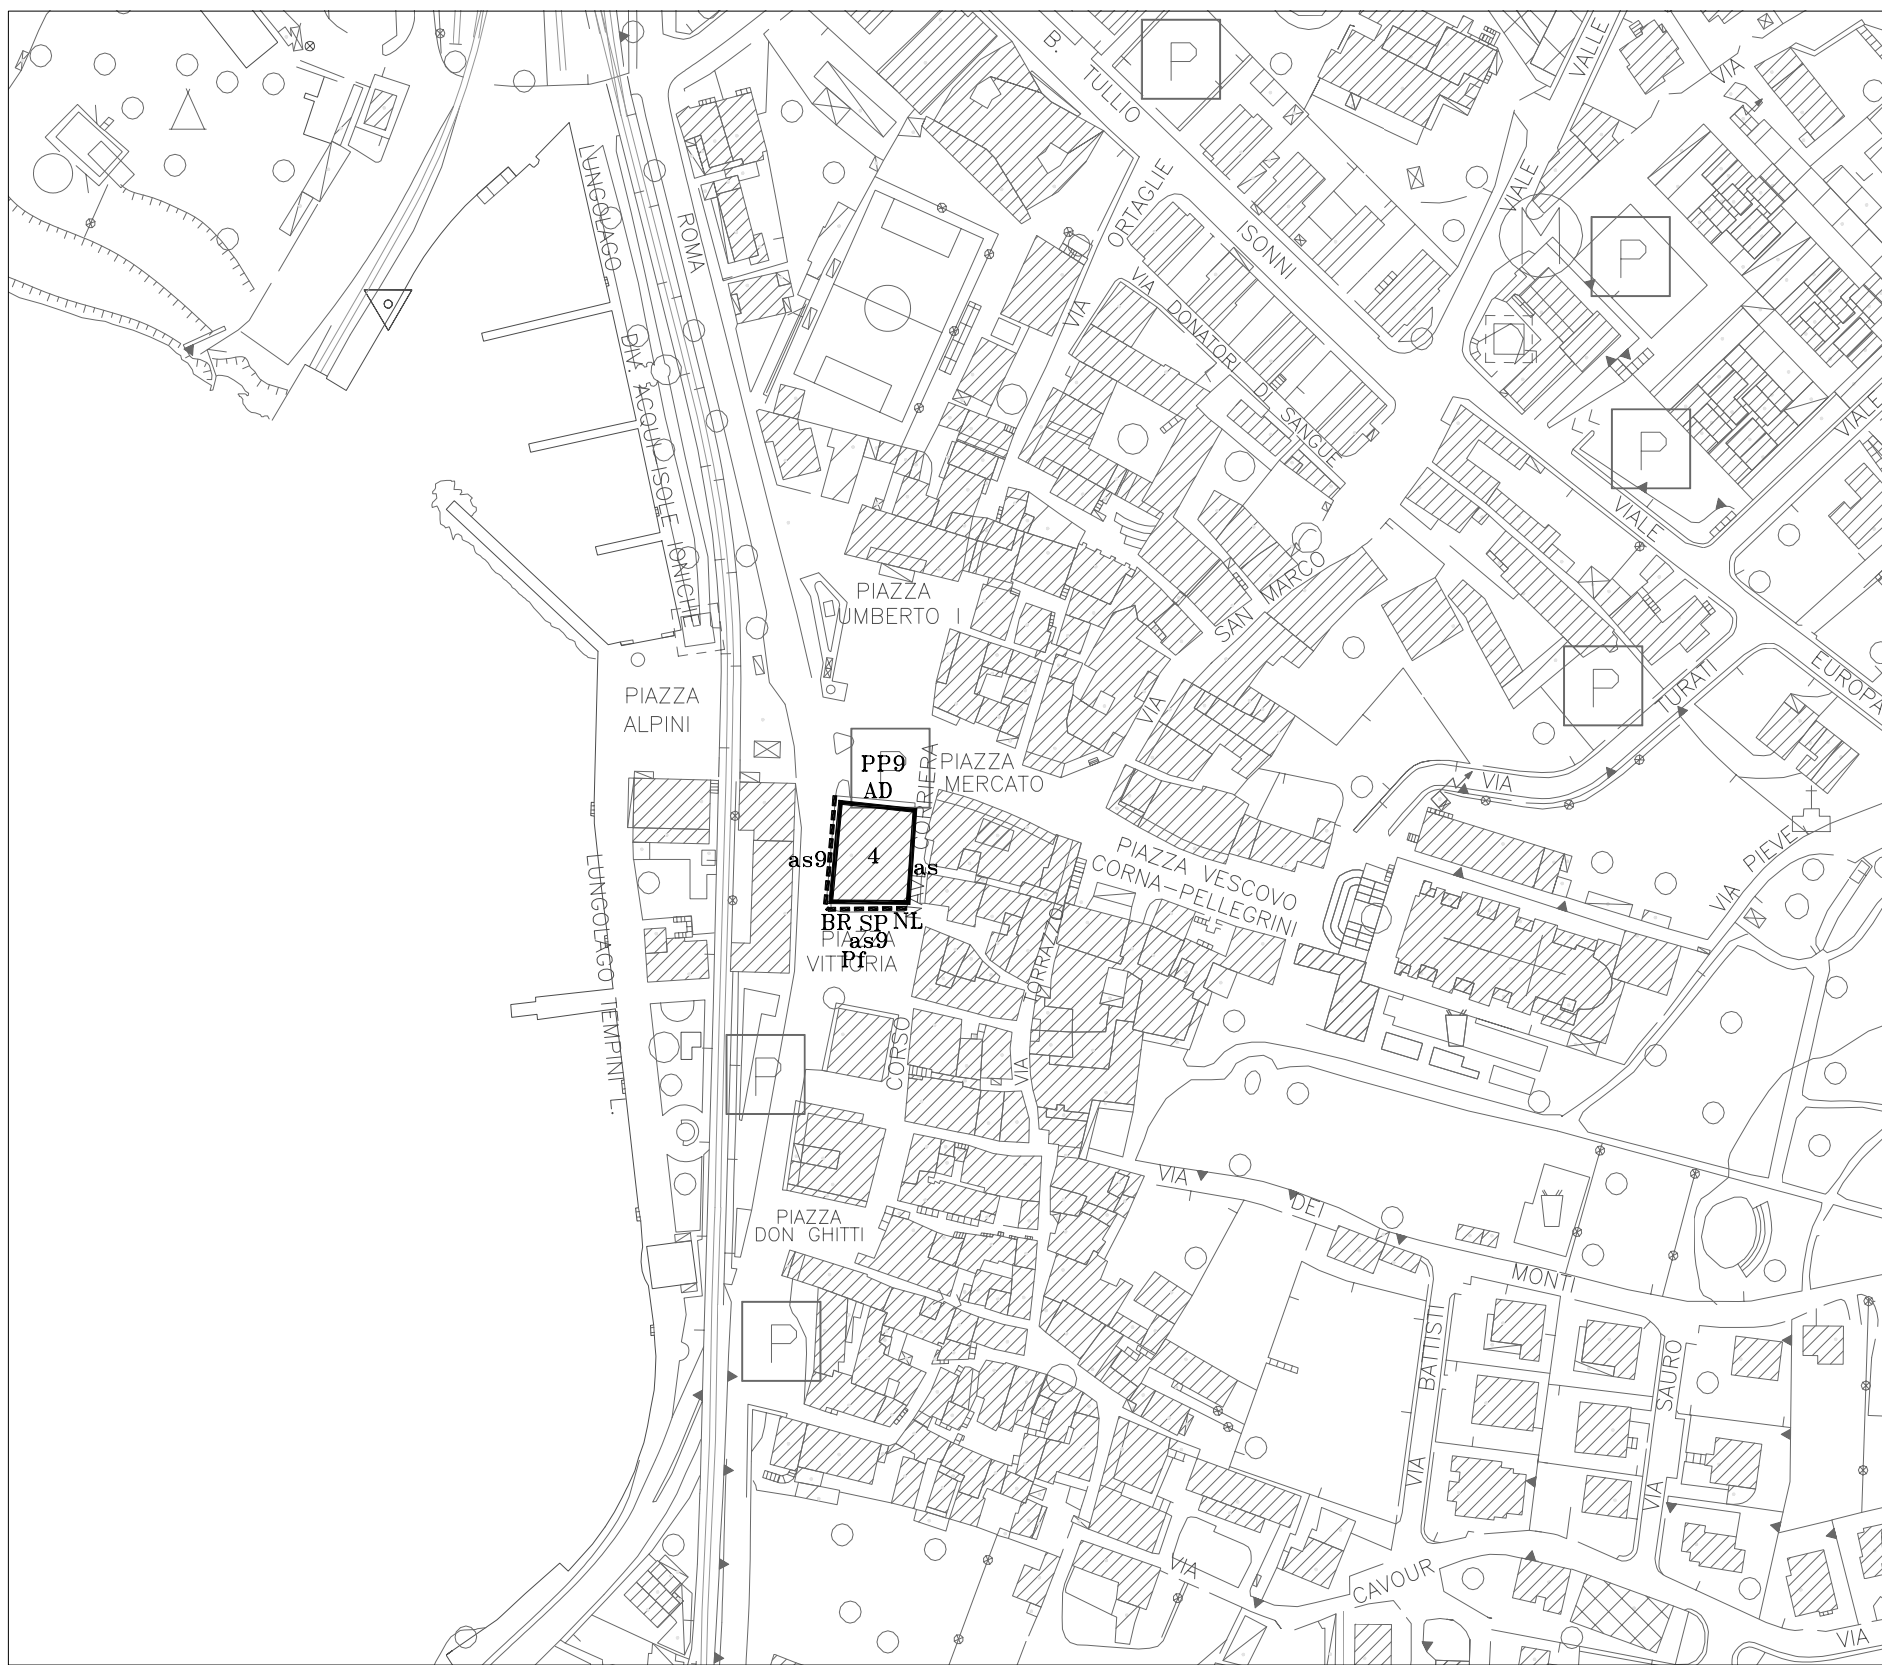 B. TULLIO
ISONNI
VIALE
VALLE
VIA
P
LUNGOLAGO
DIV. ACQUI ISOLE IONICHE
ROMA
VIA
ORTAGLIE
VIA DONATORI DI SANGUE
P
P
VIALE
VIALE
EUROPA
PIAZZA
UMBERTO I
VIA
SAN MARCO
P
TURATI
VIA
PIAZZA
ALPINI
P
PP9
AD
PIAZZA
MERCATO
as9
4
as
BR SP NL
PIAZZA
as9
VITTORIA
Pf
PIAZZA VESCOVO
CORNA-PELLEGRINI
VIA PIEVE
LUNGOLAGO TEMPINI L.
P
CORSO
VIA
VIA
DEI
MONTI
PIAZZA
DON GHITTI
P
VIA
BATTISTI
VIA
SAURO
VIA
CAVOUR
VIA